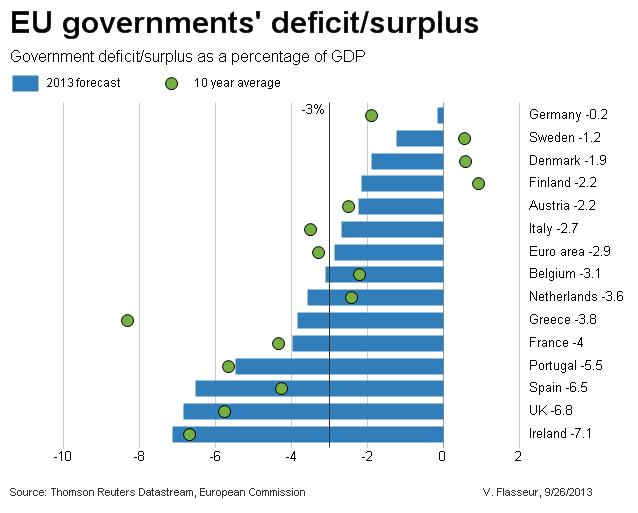 EU governments' deficit/surplus
Government deficit/surplus as a percentage of GDP
2013 forecast
10 year average
-3%
Germany -0.2
Sweden -1.2
Denmark -1.9
Finland -2.2
Austria -2.2
Italy -2.7
Euro area -2.9
Belgium -3.1
Netherlands -3.6
Greece -3.8
France -4
Portugal -5.5
Spain -6.5
UK -6.8
Ireland -7.1
-10 -8 -6 -4 -2 0 2
Source: Thomson Reuters Datastream, European Commission
V. Flasseur, 9/26/2013